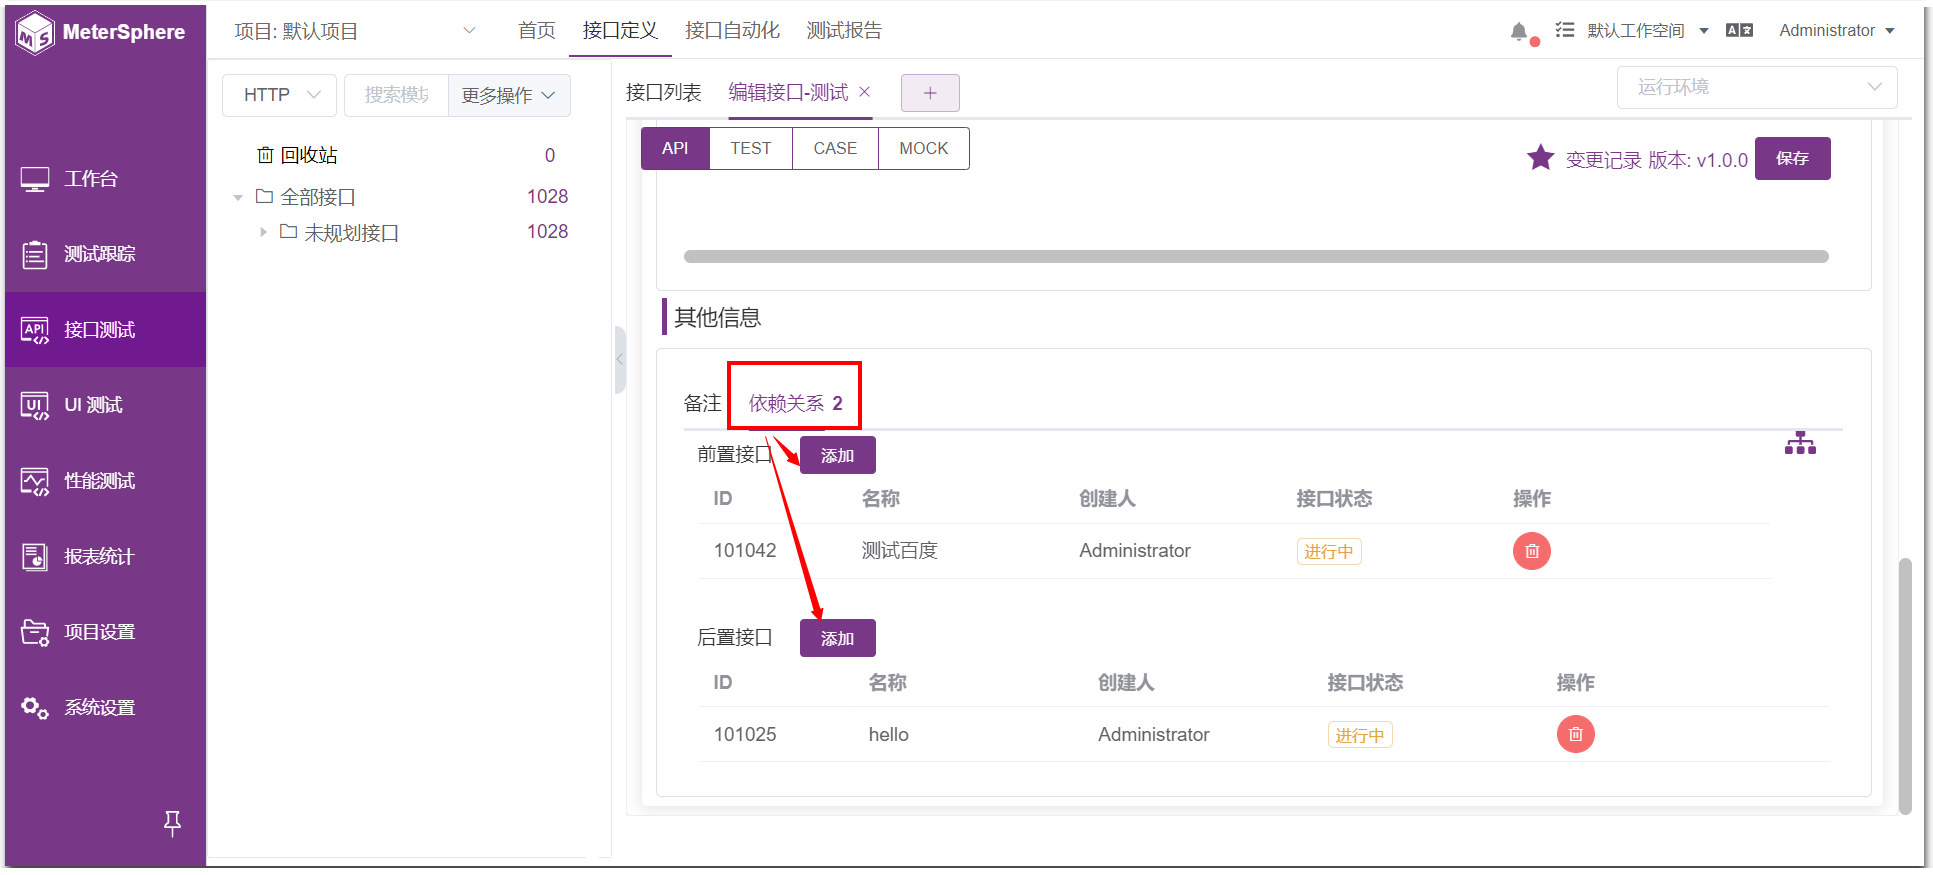 MeterSphere
项目: 默认项目
首页
接口定义
接口自动化
测试报告
默认工作空间
Administrator
工作台
测试跟踪
API 接口测试
UI UI 测试
性能测试
报表统计
项目设置
系统设置
HTTP
搜索模块
更多操作
回收站 0
全部接口 1028
未规划接口 1028
接口列表
编辑接口-测试
+
运行环境
API
TEST
CASE
MOCK
变更记录 版本: v1.0.0
保存
其他信息
备注
依赖关系 2
前置接口
添加
ID 名称 创建人 接口状态 操作
101042 测试百度 Administrator 进行中
后置接口
添加
ID 名称 创建人 接口状态 操作
101025 hello Administrator 进行中